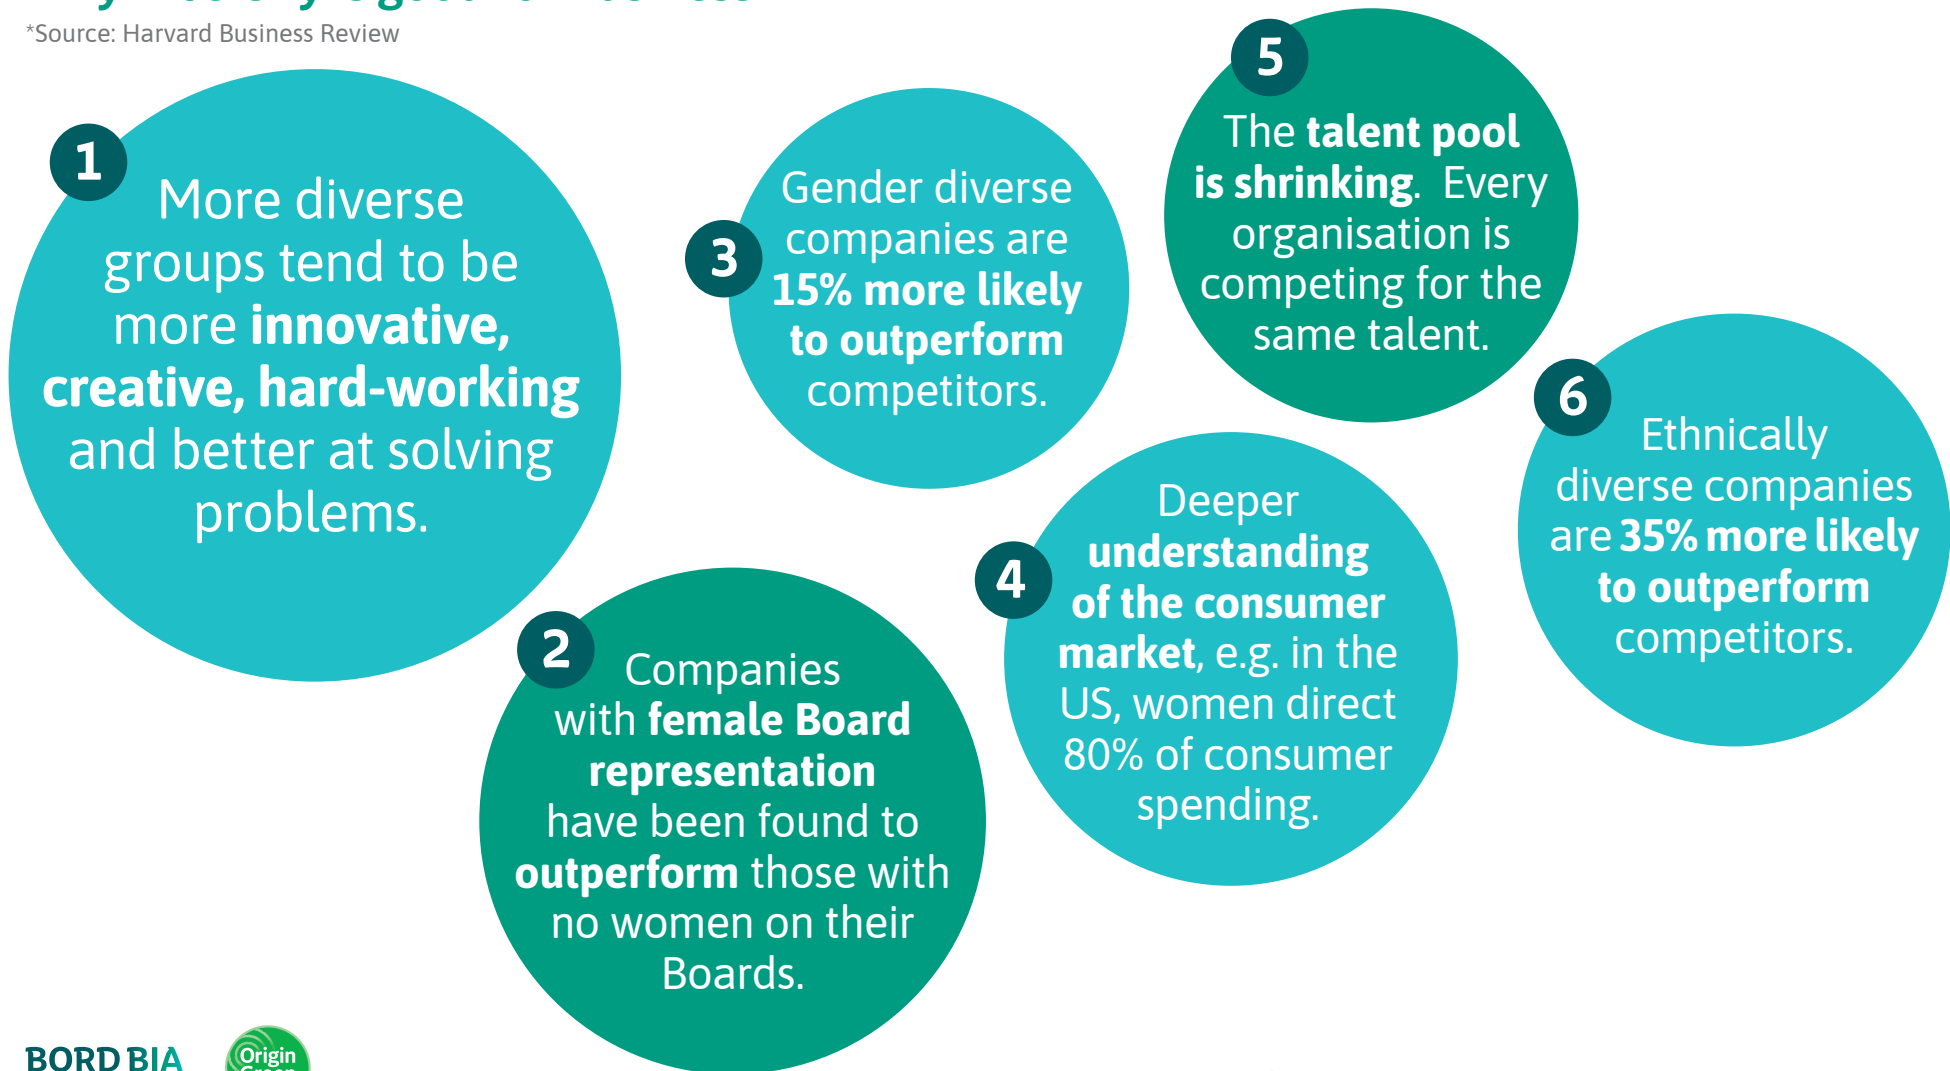 *Source: Harvard Business Review
1
More diverse
groups tend to be
more innovative,
creative, hard-working
and better at solving
problems.
2
Companies
with female Board
representation
have been found to
outperform those with
no women on their
Boards.
3
Gender diverse
companies are
15% more likely
to outperform
competitors.
4
Deeper
understanding
of the consumer
market, e.g. in the
US, women direct
80% of consumer
spending.
5
The talent pool
is shrinking. Every
organisation is
competing for the
same talent.
6
Ethnically
diverse companies
are 35% more likely
to outperform
competitors.
BORD BIA
Origin